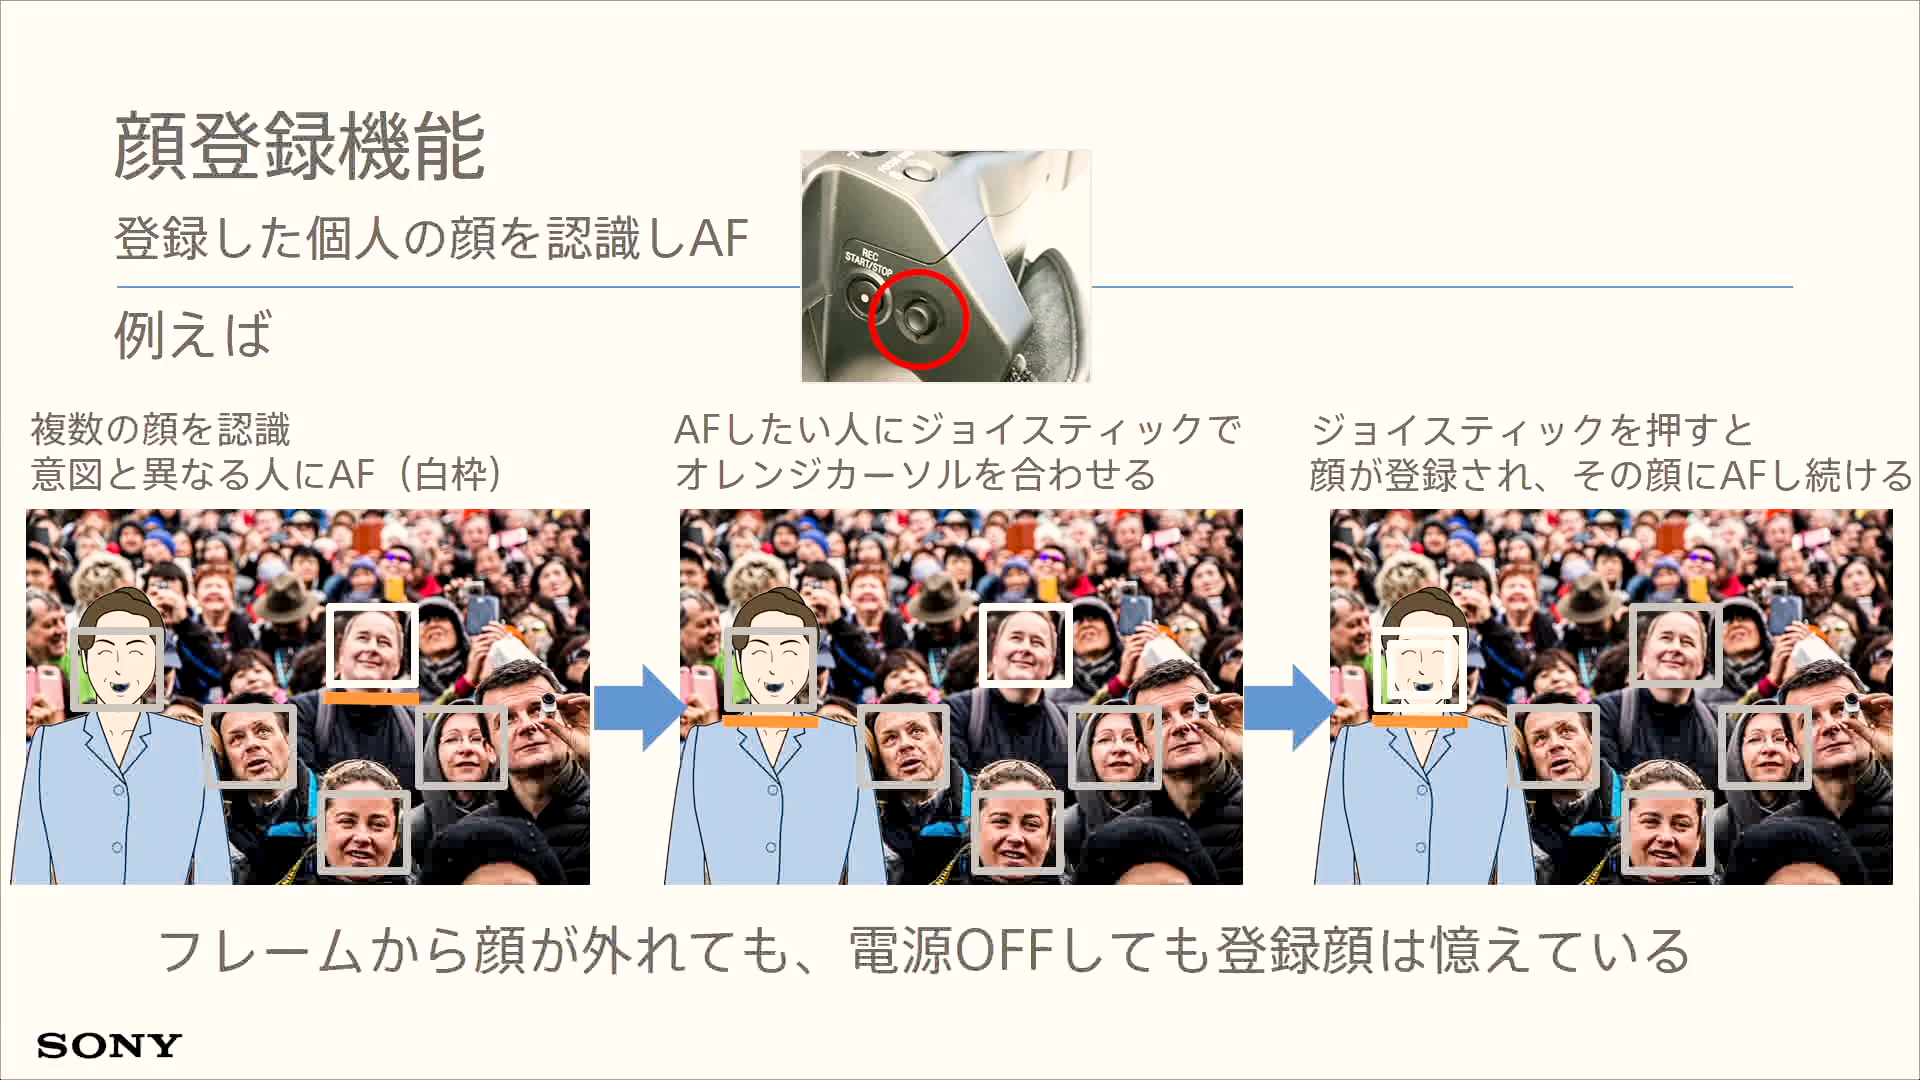 顔登録機能
登録した個人の顔を認識しAF
REC
START/STOP
例えば
複数の顔を認識
意図と異なる人にAF（白枠）
AFしたい人にジョイスティックで
オレンジカーソルを合わせる
ジョイスティックを押すと
顔が登録され、その顔にAFし続ける
フレームから顔が外れても、電源OFFしても登録顔は憶えている
SONY